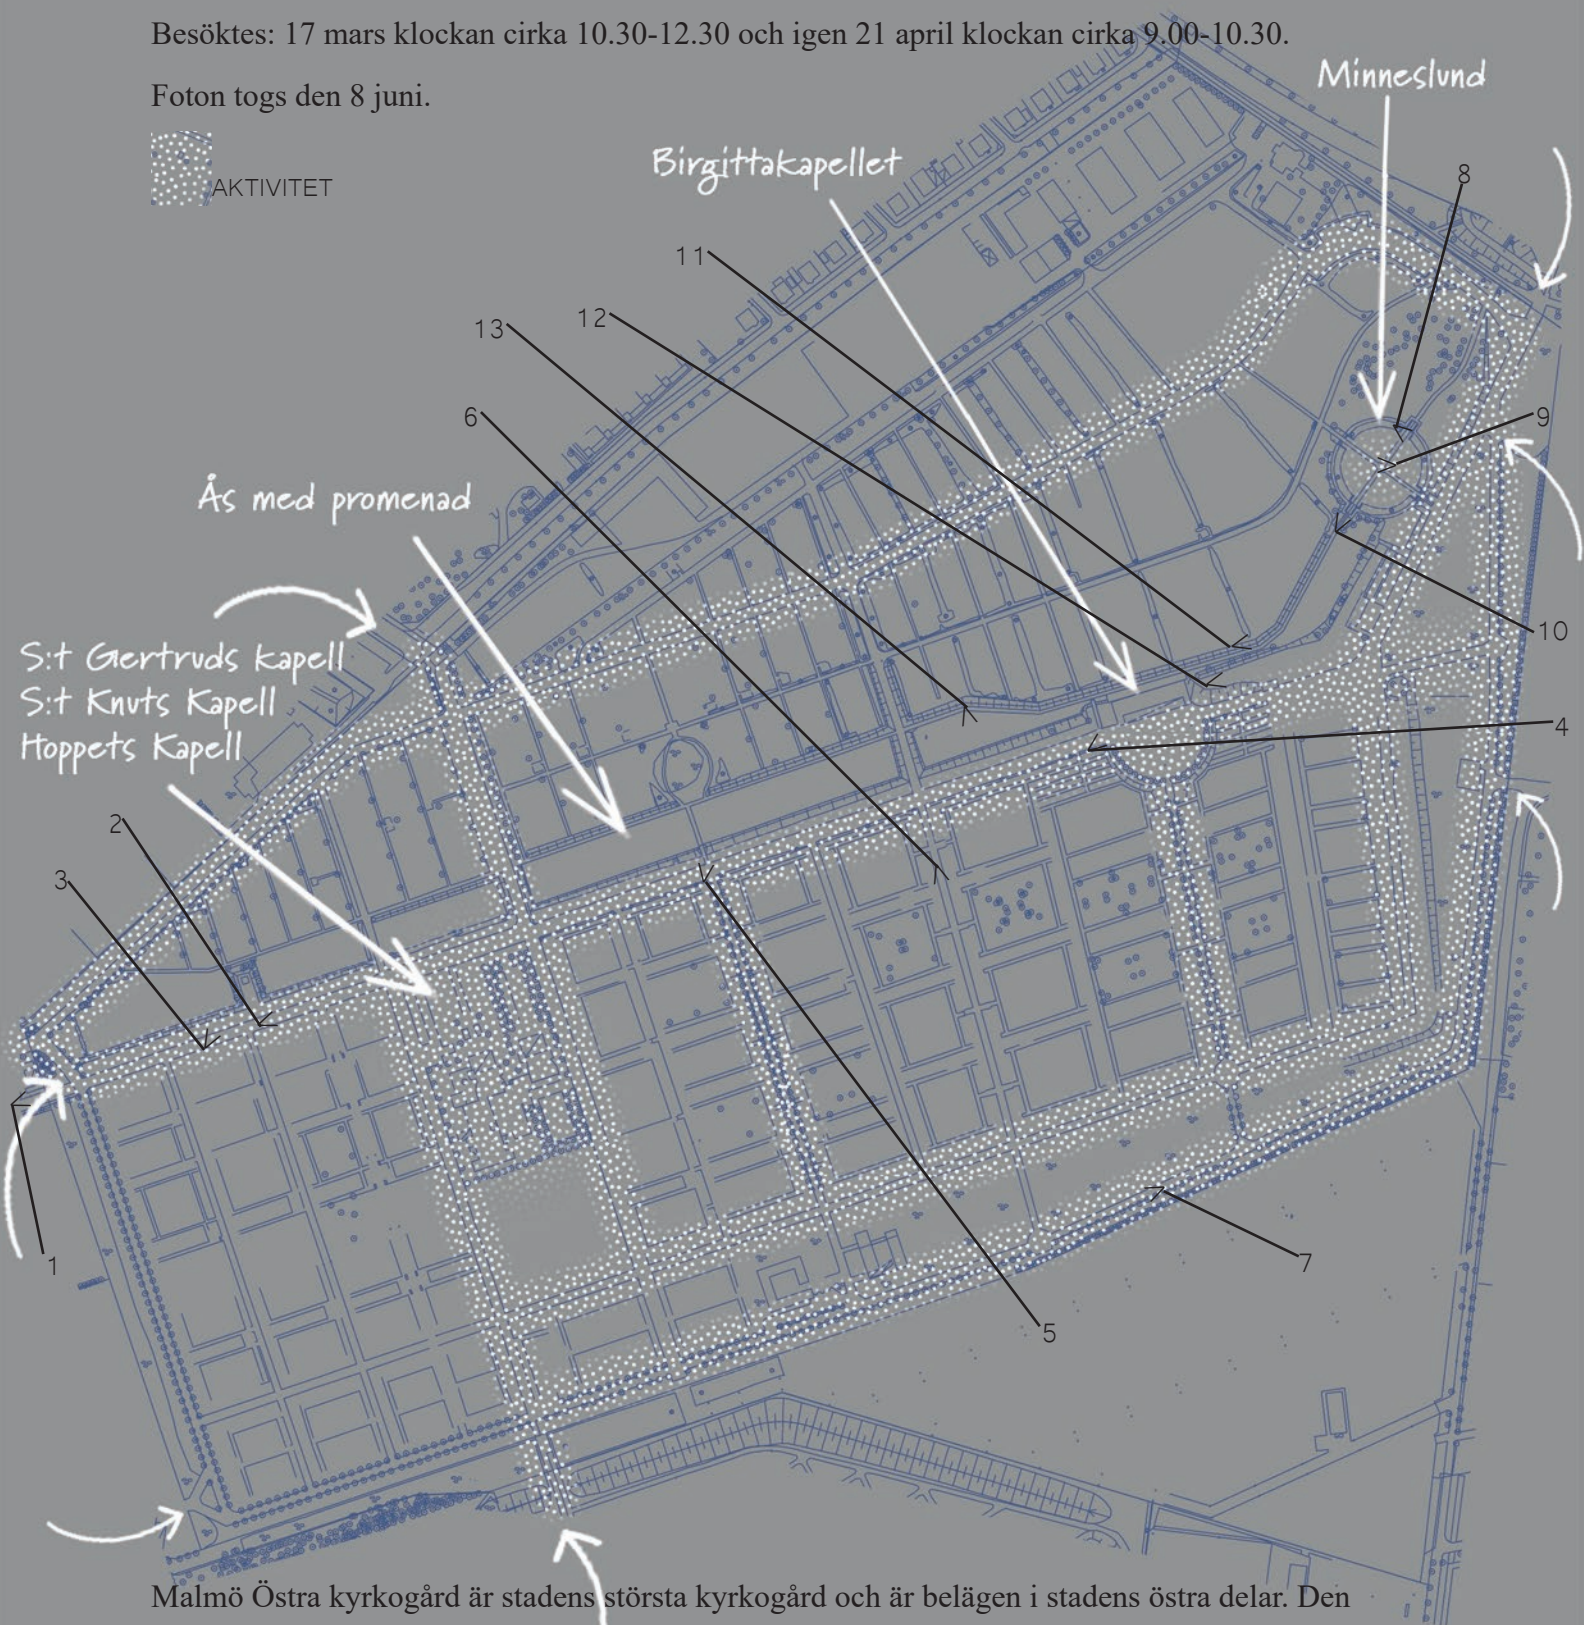 Besöktes: 17 mars klockan cirka 10.30-12.30 och igen 21 april klockan cirka 9.00-10.30.
Foton togs den 8 juni.
AKTIVITET
Minneslund
Birgittakapellet
8
11
12
13
6
9
Ås med promenad
10
S:t Gertruds kapell
S:t Knuts Kapell
Hoppets Kapell
4
2
3
1
7
5
Malmö Östra kyrkogård är stadens största kyrkogård och är belägen i stadens östra delar. Den